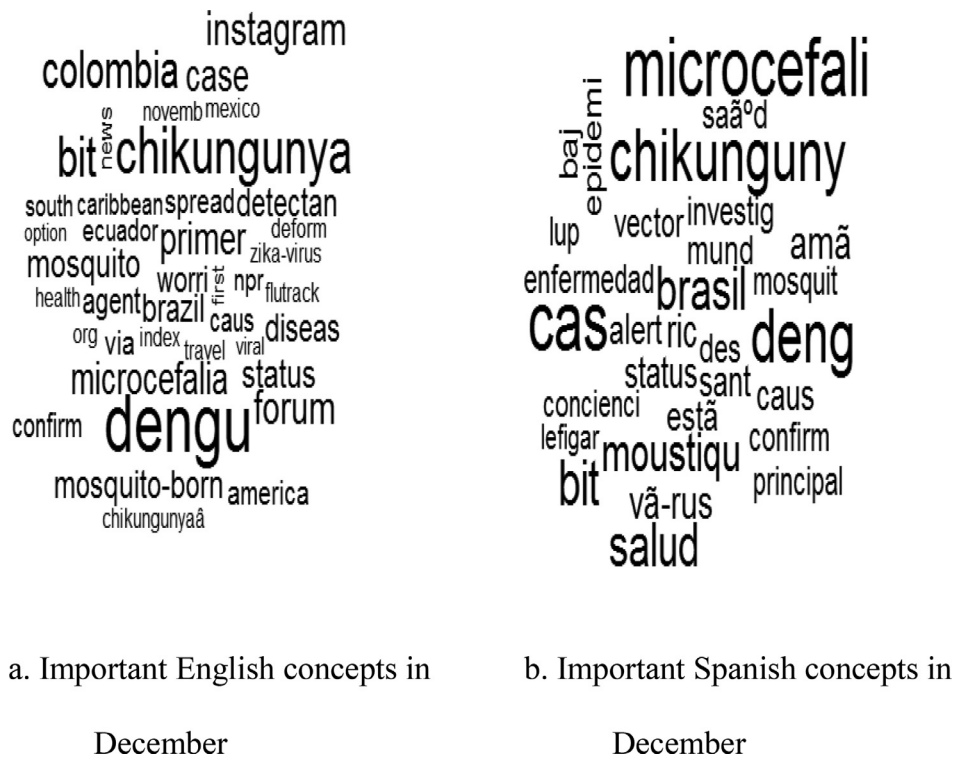 instagram
colombia case
novemb mexico
news
bit chikungunya
south caribbean spread detectan
option ecuador primer deform
zika-virus
mosquito worri first npr flutrack
health agent brazil caus diseas
org via index travel viral
microcefalia status
confirm dengu forum
mosquito-born america
chikungunyaâ
a. Important English concepts in
December
microcefali
saãºd
baj epidemi chikunguny
lup vector investig
mund amã
enfermedad brasil mosquit
cas alert ric des deng
status sant caus
concienci está
lefigar moustiqu confirm
bit principal
vã-rus
salud
b. Important Spanish concepts in
December